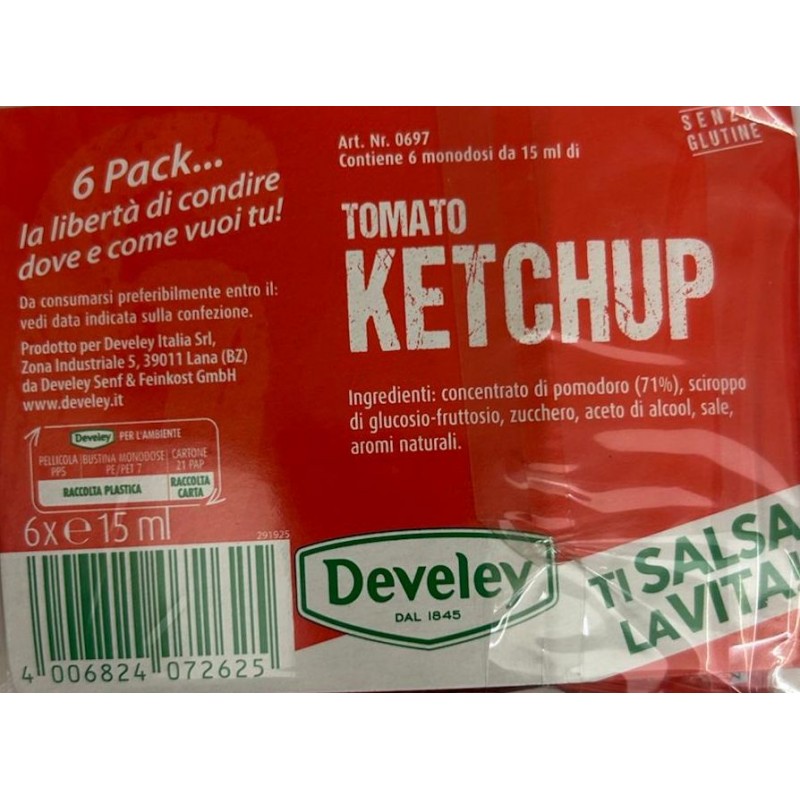 6 Pack...
la libertà di condire
dove e come vuoi tu!
Da consumarsi preferibilmente entro il:
vedi data indicata sulla confezione.
Prodotto per Develey Italia Srl,
Zona Industriale 5, 39011 Lana (BZ)
da Develey Senf & Feinkost GmbH
www.develey.it
Develey PER L'AMBIENTE
PELLICOLA BUSTINA MONODOSE CARTONE
PP5 PE/PET 7 21 PAP
RACCOLTA PLASTICA RACCOLTA CARTA
6x e 15 ml
291925
4 006824 072625
Art. Nr. 0697
Contiene 6 monodosi da 15 ml di
SENZA
GLUTINE
TOMATO
KETCHUP
Ingredienti: concentrato di pomodoro (71%), sciroppo
di glucosio-fruttosio, zucchero, aceto di alcool, sale,
aromi naturali.
Develey
DAL 1845
TI SALSA
LA VITA!